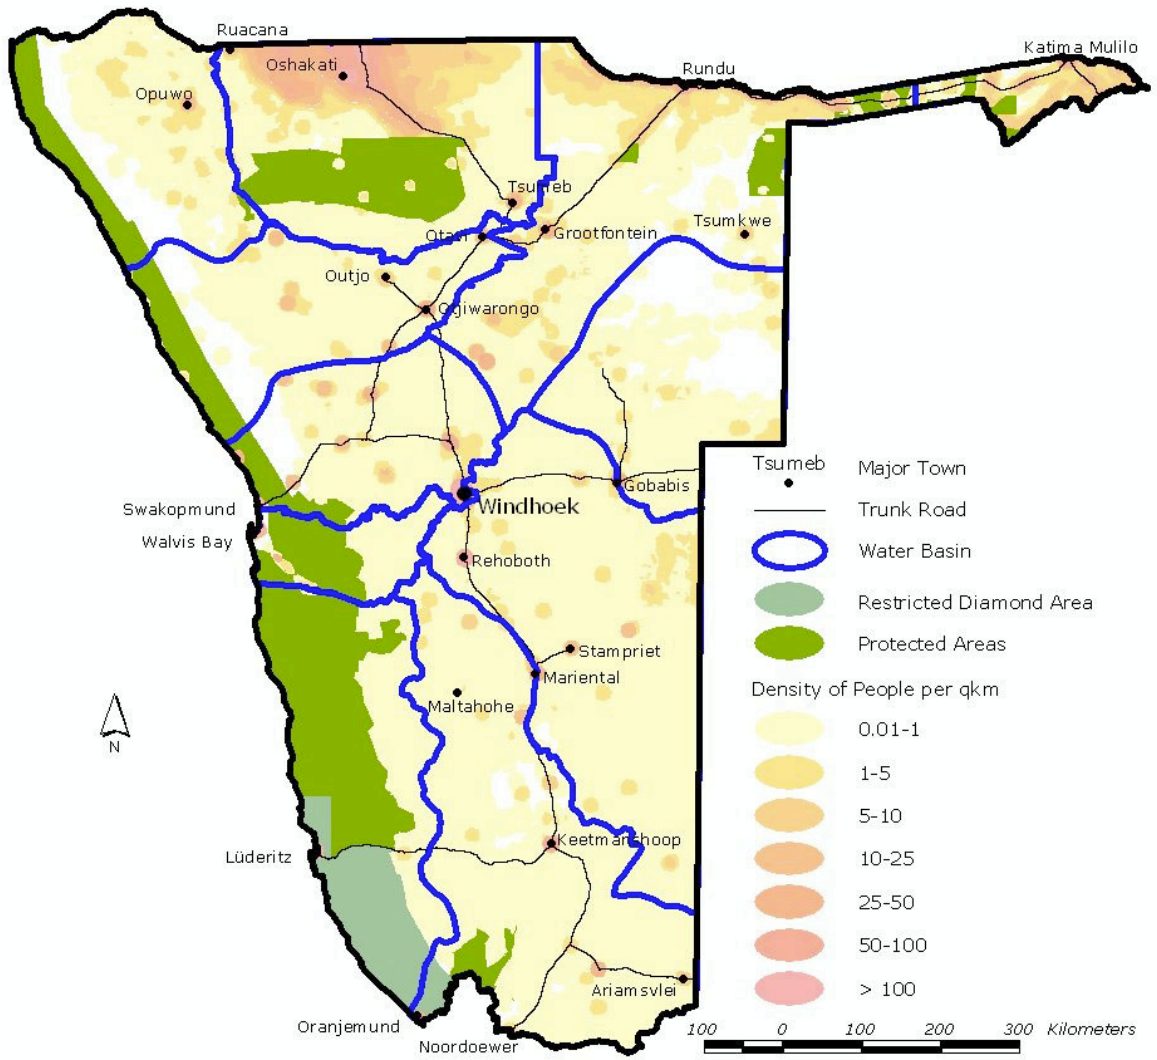 Ruacana
Katima Mulilo
Oshakati
Rundu
Opuwo
Tsumeb
Tsumkwe
Otavi
Grootfontein
Outjo
Otjiwarongo
Tsumeb
Major Town
Gobabis
Windhoek
Swakopmund
Trunk Road
Walvis Bay
Water Basin
Rehoboth
Restricted Diamond Area
Protected Areas
Stampriet
Mariental
Density of People per qkm
Maltahohe
N
0.01-1
1-5
5-10
Keetmanshoop
Lüderitz
10-25
25-50
50-100
Ariamsvlei
> 100
Oranjemund
Noordoewer
100 0 100 200 300 Kilometers